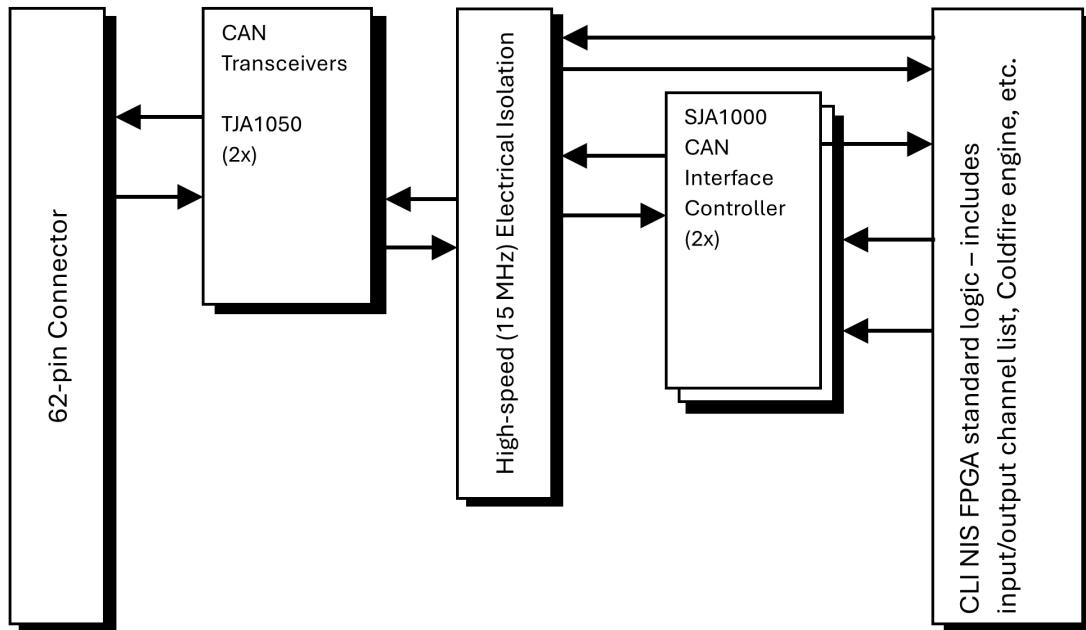 62-pin Connector
CAN
Transceivers
TJA1050
(2x)
High-speed (15 MHz) Electrical Isolation
SJA1000
CAN
Interface
Controller
(2x)
CLI NIS FPGA standard logic – includes
input/output channel list, Coldfire engine, etc.